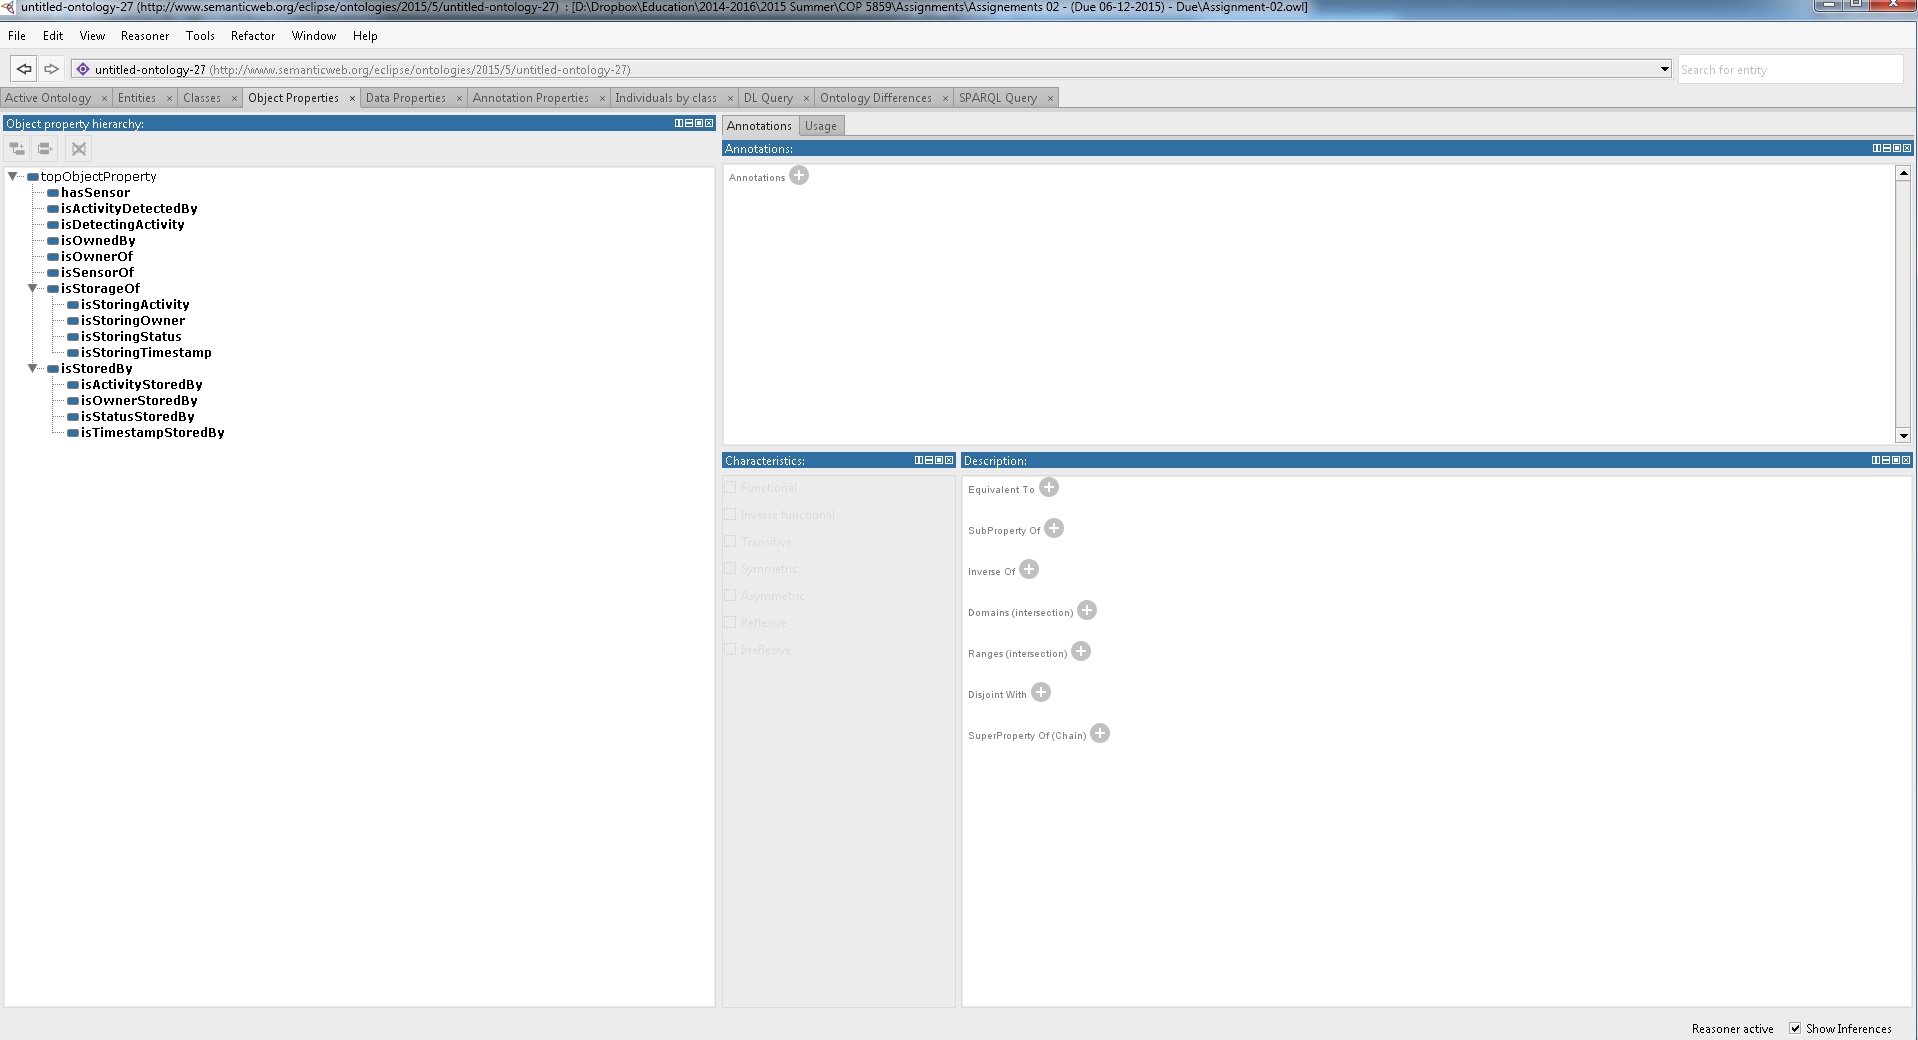 untitled-ontology-27 (http://www.semanticweb.org/eclipse/ontologies/2015/5/untitled-ontology-27) : [D:\Dropbox\Education\2014-2016\2015 Summer\COP 5859\Assignments\Assignements 02 - (Due 06-12-2015) - Due\Assignment-02.owl]
File Edit View Reasoner Tools Refactor Window Help
untitled-ontology-27 (http://www.semanticweb.org/eclipse/ontologies/2015/5/untitled-ontology-27) Search for entity
Active Ontology × Entities × Classes × Object Properties × Data Properties × Annotation Properties × Individuals by class × DL Query × Ontology Differences × SPARQL Query ×
Object property hierarchy:
topObjectProperty
hasSensor
isActivityDetectedBy
isDetectingActivity
isOwnedBy
isOwnerOf
isSensorOf
isStorageOf
isStoringActivity
isStoringOwner
isStoringStatus
isStoringTimestamp
isStoredBy
isActivityStoredBy
isOwnerStoredBy
isStatusStoredBy
isTimestampStoredBy
Annotations Usage
Annotations:
Annotations
Characteristics:
Functional
Inverse functional
Transitive
Symmetric
Asymmetric
Reflexive
Irreflexive
Description:
Equivalent To
SubProperty Of
Inverse Of
Domains (intersection)
Ranges (intersection)
Disjoint With
SuperProperty Of (Chain)
Reasoner active Show Inferences